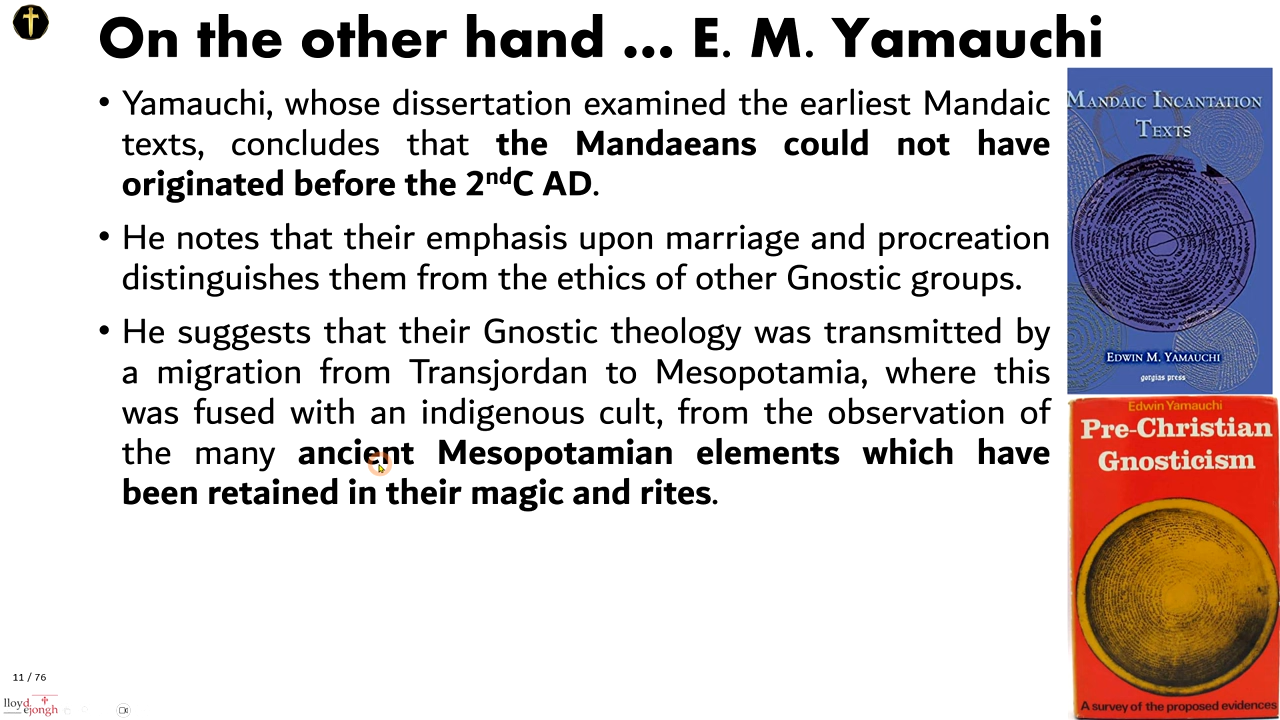 On the other hand ... E. M. Yamauchi
• Yamauchi, whose dissertation examined the earliest Mandaic
texts, concludes that the Mandaeans could not have
originated before the 2ndC AD.
• He notes that their emphasis upon marriage and procreation
distinguishes them from the ethics of other Gnostic groups.
• He suggests that their Gnostic theology was transmitted by
a migration from Transjordan to Mesopotamia, where this
was fused with an indigenous cult, from the observation of
the many ancient Mesopotamian elements which have
been retained in their magic and rites.
MANDAIC INCANTATION
TEXTS
EDWIN M. YAMAUCHI
gorgias press
Edwin Yamauchi
Pre-Christian
Gnosticism
A survey of the proposed evidences
11 / 76
lloyd
dejongh